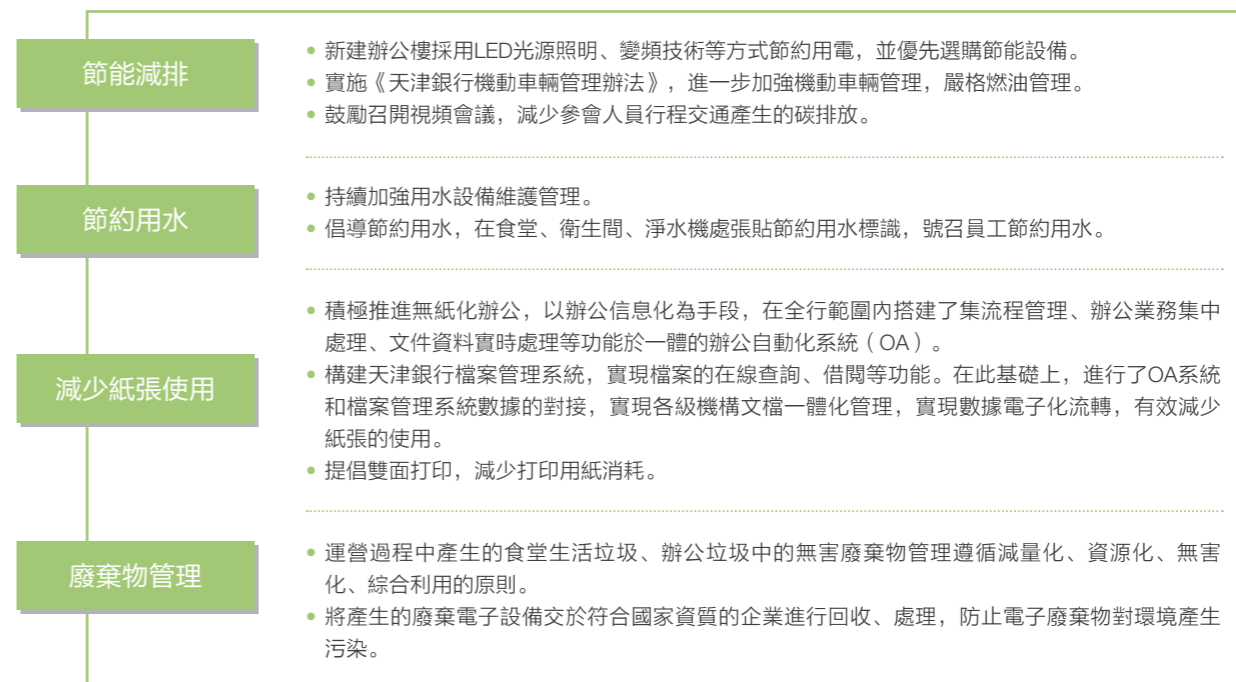 節能減排
• 新建辦公樓採用LED光源照明、變頻技術等方式節約用電，並優先選購節能設備。
• 實施《天津銀行機動車輛管理辦法》，進一步加強機動車輛管理，嚴格燃油管理。
• 鼓勵召開視頻會議，減少參會人員行程交通產生的碳排放。
節約用水
• 持續加強用水設備維護管理。
• 倡導節約用水，在食堂、衛生間、淨水機處張貼節約用水標識，號召員工節約用水。
減少紙張使用
• 積極推進無紙化辦公，以辦公信息化為手段，在全行範圍內搭建了集流程管理、辦公業務集中
處理、文件資料實時處理等功能於一體的辦公自動化系統（OA）。
• 構建天津銀行檔案管理系統，實現檔案的在線查詢、借閱等功能。在此基礎上，進行了OA系統
和檔案管理系統數據的對接，實現各級機構文檔一體化管理，實現數據電子化流轉，有效減少
紙張的使用。
• 提倡雙面打印，減少打印用紙消耗。
廢棄物管理
• 運營過程中產生的食堂生活垃圾、辦公垃圾中的無害廢棄物管理遵循減量化、資源化、無害
化、綜合利用的原則。
• 將產生的廢棄電子設備交於符合國家資質的企業進行回收、處理，防止電子廢棄物對環境產生
污染。